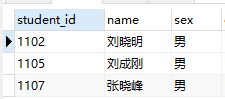 student_id name sex
1102 刘晓明 男
1105 刘成刚 男
1107 张晓峰 男